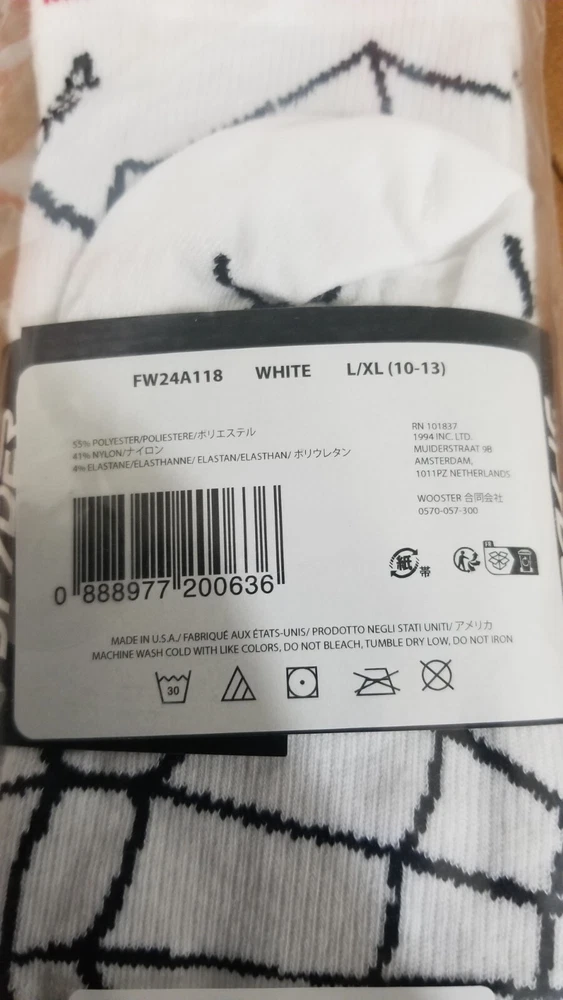 FW24A118 WHITE L/XL (10-13)
55% POLYESTER/POLIESTERE/ポリエステル
41% NYLON/ナイロン
4% ELASTANE/ELASTHANNE/ ELASTAN/ELASTHAN/ ポリウレタン
RN 101837
1994 INC. LTD.
MUIDERSTRAAT 9B
AMSTERDAM,
1011PZ NETHERLANDS
WOOSTER 合同会社
0570-057-300
0 888977 200636
紙 帯
MADE IN U.S.A./ FABRIQUÉ AUX ÉTATS-UNIS/ PRODOTTO NEGLI STATI UNITI/ アメリカ
MACHINE WASH COLD WITH LIKE COLORS, DO NOT BLEACH, TUMBLE DRY LOW, DO NOT IRON
30